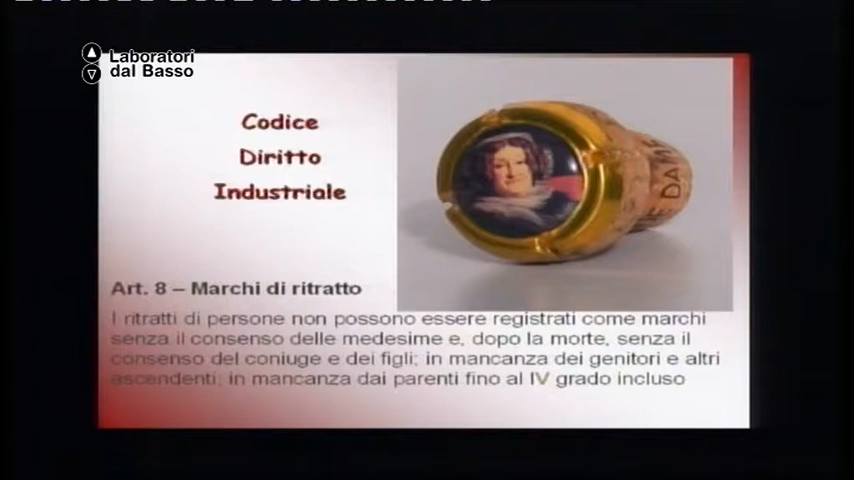 Laboratori
dal Basso
Codice
Diritto
Industriale
E DA
Art. 8 – Marchi di ritratto
I ritratti di persone non possono essere registrati come marchi
senza il consenso delle medesime e, dopo la morte, senza il
consenso del coniuge e dei figli; in mancanza dei genitori e altri
ascendenti; in mancanza dai parenti fino al IV grado incluso